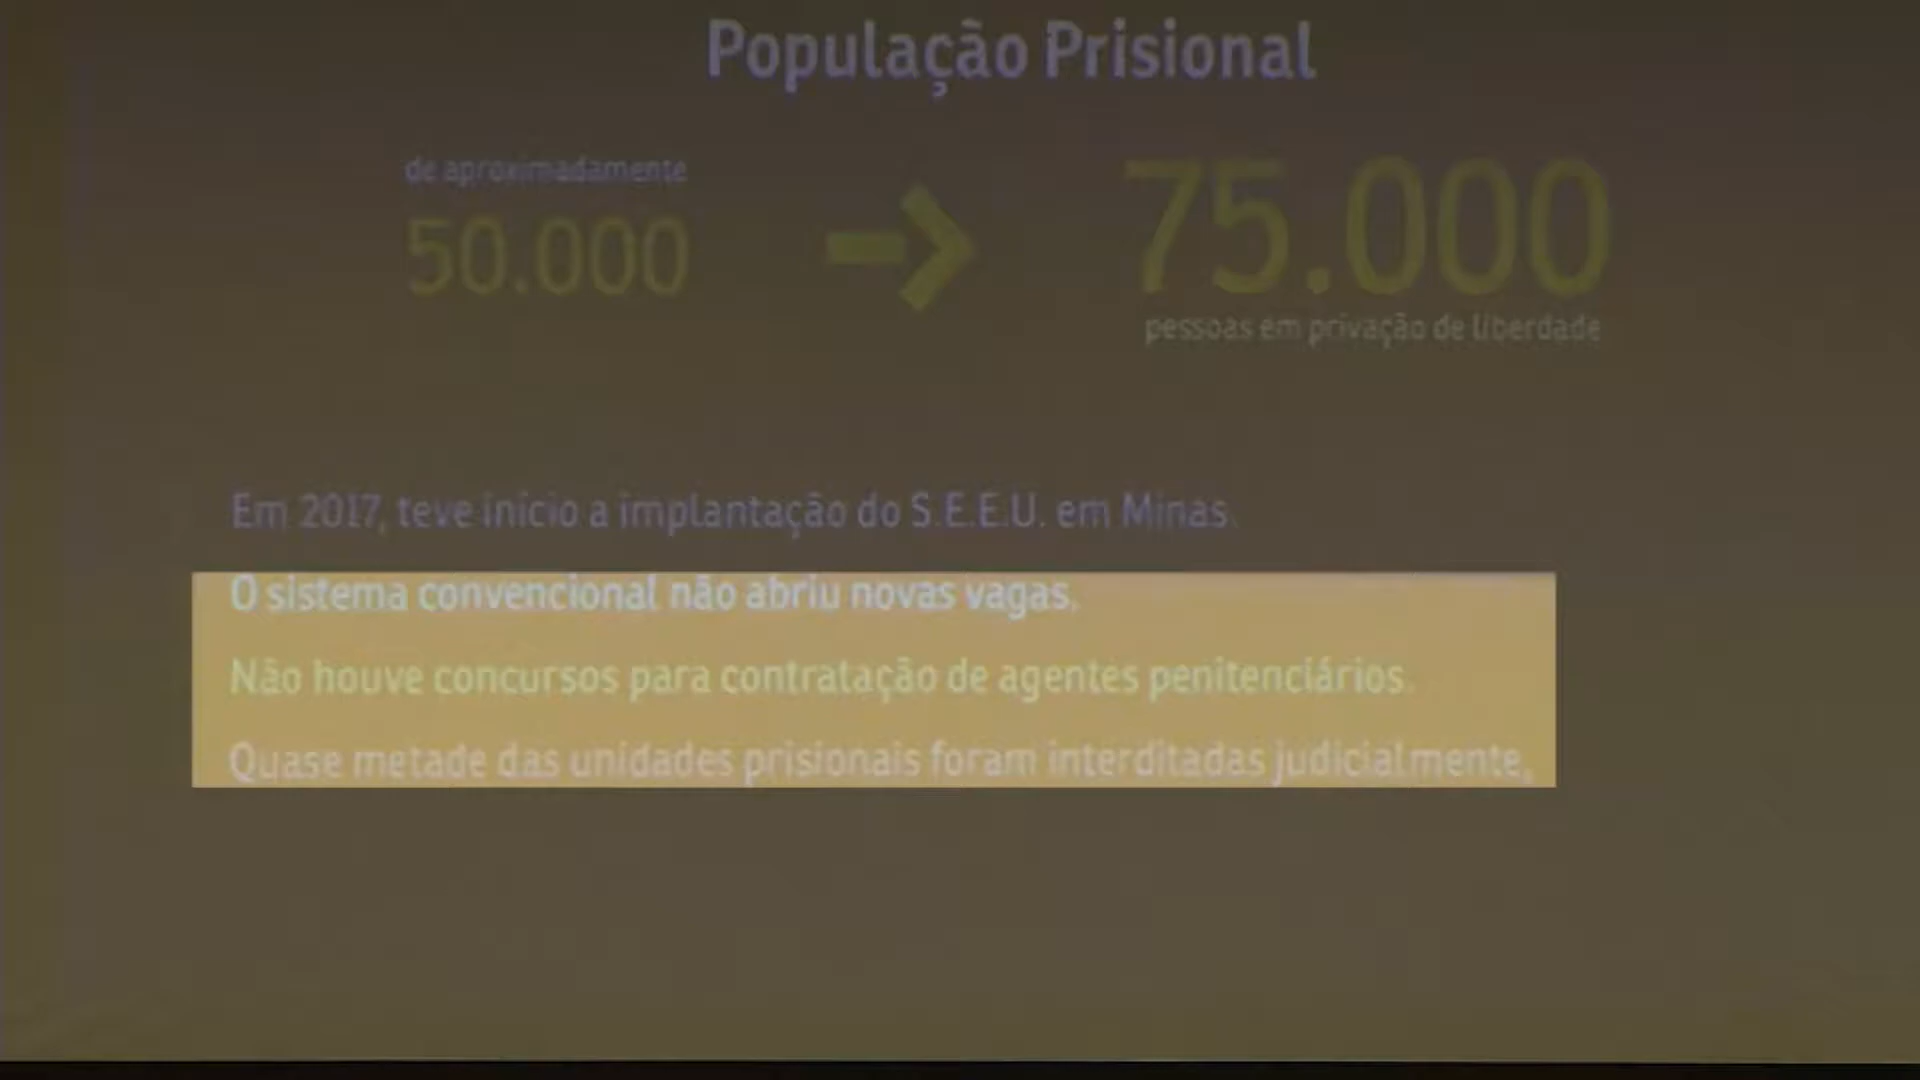 População Prisional
de aproximadamente
50.000
75.000
pessoas em privação de liberdade
Em 2017, teve início a implantação do S.E.E.U. em Minas.
O sistema convencional não abriu novas vagas.
Não houve concursos para contratação de agentes penitenciários.
Quase metade das unidades prisionais foram interditadas judicialmente.